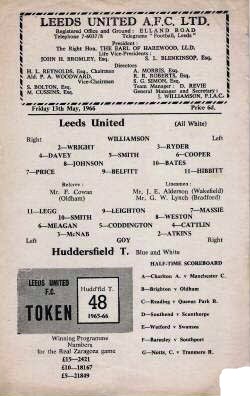 LEEDS UNITED A.F.C. LTD.
Registered Office and Ground: ELLAND ROAD
Telephone 7-603778 Telegrams "Football, Leeds"
President:
The Right Hon. THE EARL OF HAREWOOD, LL.D.
Life Vice-Presidents:
JOHN H. BROMLEY, Esq. S. L. BLENKINSOP, Esq.
Directors:
H. L. REYNOLDS, Esq., Chairman A. MORRIS, Esq.
Ald. P. A. WOODWARD, R. R. ROBERTS, Esq.
Vice-Chairman S. G. SIMON, Esq.
S. BOLTON, Esq. Team Manager: D. REVIE
M. CUSSINS, Esq. General Manager and Secretary:
C. WILLIAMSON, F.I.A.C.
Friday 13th May, 1966 Price 6d.
Leeds United (All White)
Right WILLIAMSON Left
2—WRIGHT 3—RYDER
4—DAVEY 5—SMITH 6—COOPER
8—JOHNSON 10—BATES
7—PRICE 9—BELFITT 11—HIBBITT
Referee: Linesmen:
Mr. F. Cowan Mr. J. E. Alderson (Wakefield)
(Oldham) Mr. G. W. Lynch (Bradford)
11—LEGG 9—LEIGHTON 7—MASSIE
10—SMITH 8—WESTON
6—MEAGAN 5—CODDINGTON 4—CATTLIN
3—McNAB 2—ATKINS
Left GOY Right
Huddersfield T. Blue and White
LEEDS UNITED
F.C.
TOKEN
Hudd'f'ld T.
48
1965-66
Winning Programme
Numbers
for the Real Zaragoza game
£15—2421
£10—18167
£5—21849
HALF-TIME SCOREBOARD
A—Charlton A. v Manchester C.
B—Brighton v Oldham
C—Reading v Queens Park R.
D—Southend v Scunthorpe
E—Watford v Swansea
F—Barnsley v Southport
G—Notts. C. v Tranmere R.